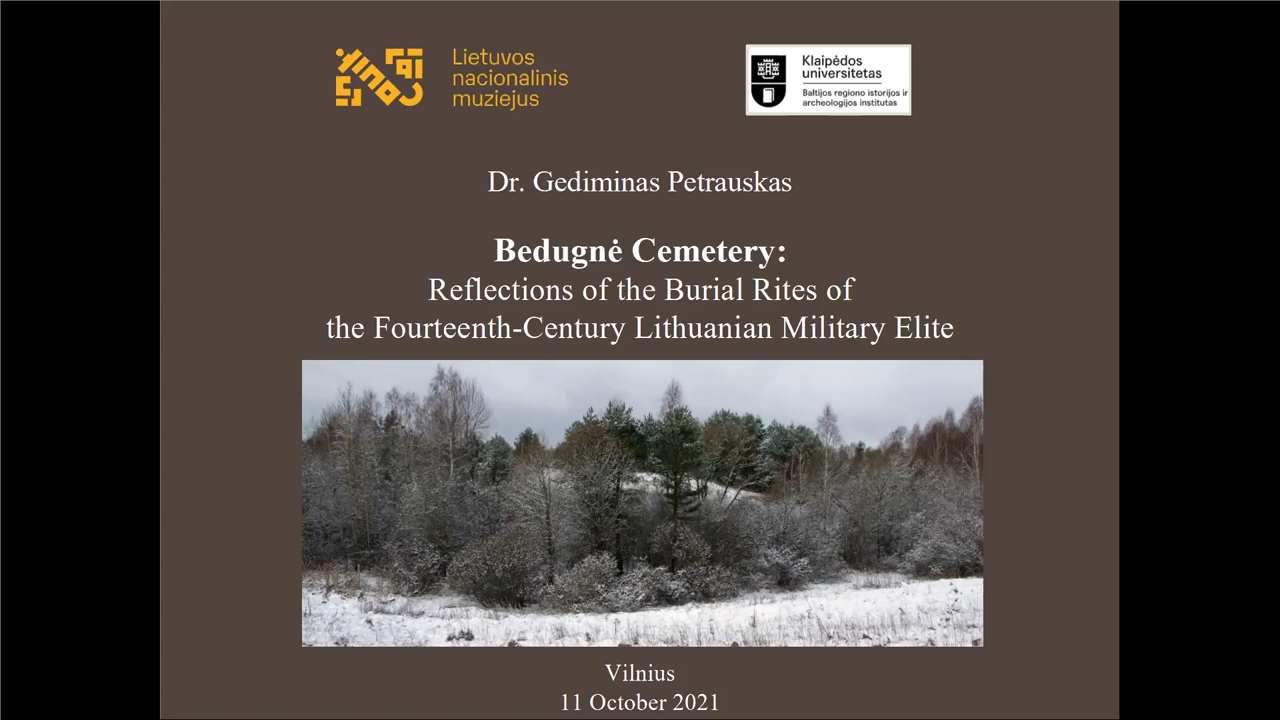 Lietuvos
nacionalinis
muziejus
Klaipėdos
universitetas
Baltijos regiono istorijos ir
archeologijos institutas
Dr. Gediminas Petrauskas
Bedugnė Cemetery:
Reflections of the Burial Rites of
the Fourteenth-Century Lithuanian Military Elite
Vilnius
11 October 2021